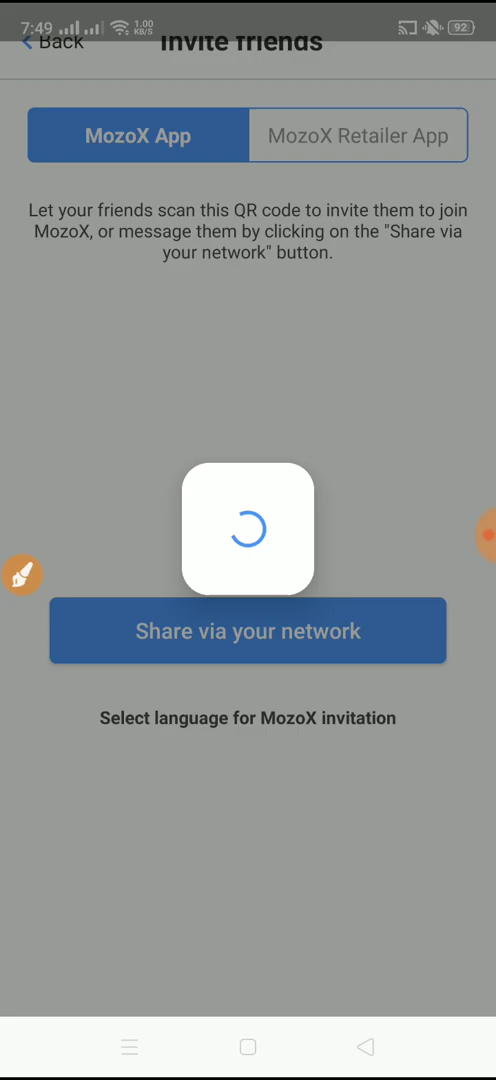 7:49 1.00 KB/S 92
Back Invite friends
MozoX App MozoX Retailer App
Let your friends scan this QR code to invite them to join
MozoX, or message them by clicking on the "Share via
your network" button.
Share via your network
Select language for MozoX invitation